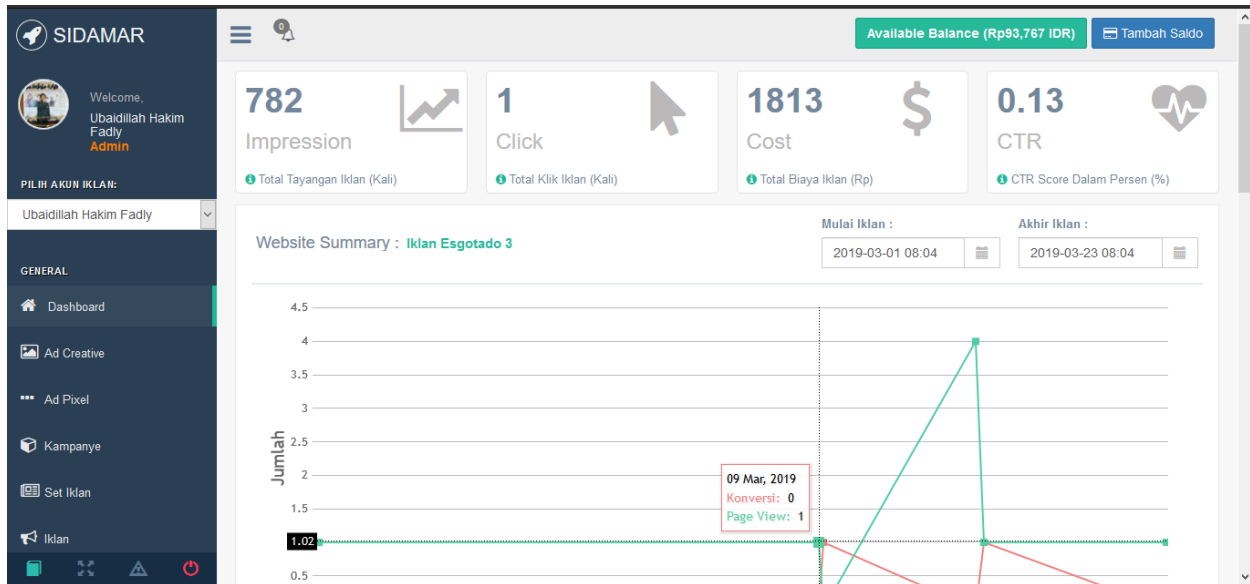 SIDAMAR
Welcome,
Ubaidillah Hakim
Fadly
Admin
PILIH AKUN IKLAN:
Ubaidillah Hakim Fadly
GENERAL
Dashboard
Ad Creative
Ad Pixel
Kampanye
Set Iklan
Iklan
0
Available Balance (Rp93,767 IDR)
Tambah Saldo
782
Impression
Total Tayangan Iklan (Kali)
1
Click
Total Klik Iklan (Kali)
1813
Cost
Total Biaya Iklan (Rp)
0.13
CTR
CTR Score Dalam Persen (%)
Website Summary : Iklan Esgotado 3
Mulai Iklan :
2019-03-01 08:04
Akhir Iklan :
2019-03-23 08:04
Jumlah
4.5
4
3.5
3
2.5
2
1.5
1.02
0.5
09 Mar, 2019
Konversi: 0
Page View: 1